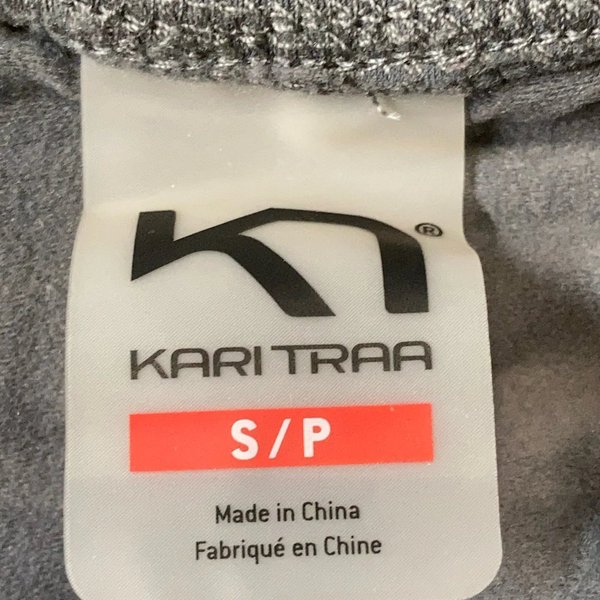 ®
KARI TRAA
S/P
Made in China
Fabriqué en Chine